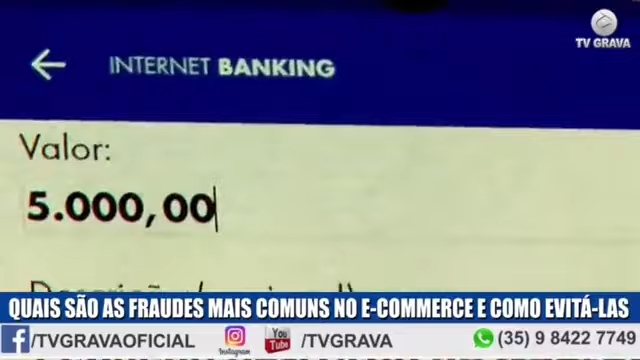 TV GRAVA
INTERNET BANKING
Valor:
5.000,00
QUAIS SÃO AS FRAUDES MAIS COMUNS NO E-COMMERCE E COMO EVITÁ-LAS
/TVGRAVAOFICIAL
Instagram
You Tube
/TVGRAVA
(35) 9 8422 7749